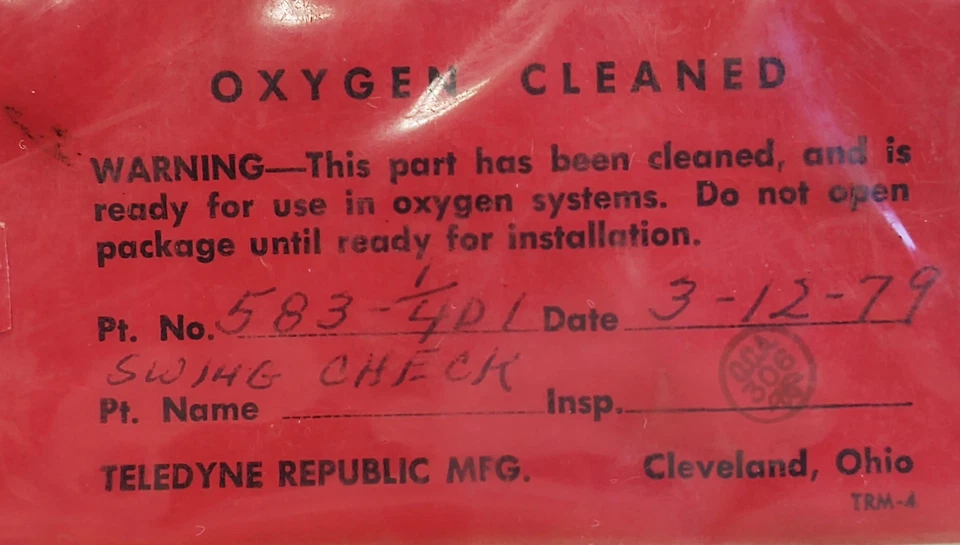 OXYGEN CLEANED
WARNING—This part has been cleaned, and is
ready for use in oxygen systems. Do not open
package until ready for installation.
Pt. No. 583-1/4D1 Date 3-12-79
SWING CHECK
Pt. Name Insp.
TELEDYNE REPUBLIC MFG. Cleveland, Ohio
TRM-4